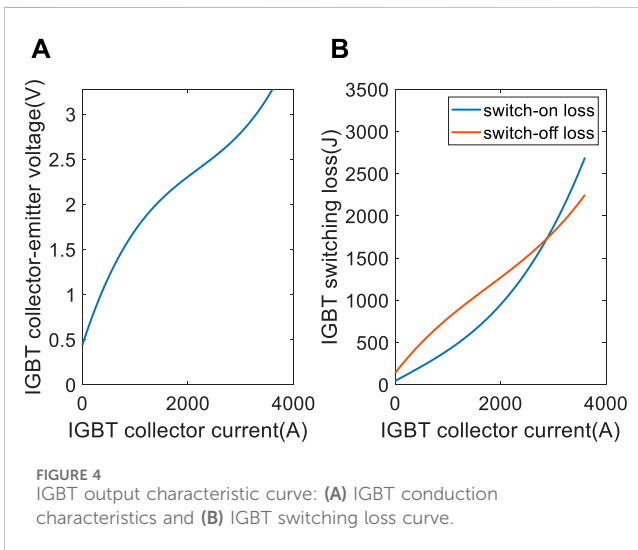 A
IGBT collector-emitter voltage(V)
3
2.5
2
1.5
1
0.5
0
0
2000
4000
IGBT collector current(A)
B
IGBT switching loss(J)
3500
3000
2500
2000
1500
1000
500
0
switch-on loss
switch-off loss
0
2000
4000
IGBT collector current(A)
FIGURE 4
IGBT output characteristic curve: (A) IGBT conduction
characteristics and (B) IGBT switching loss curve.